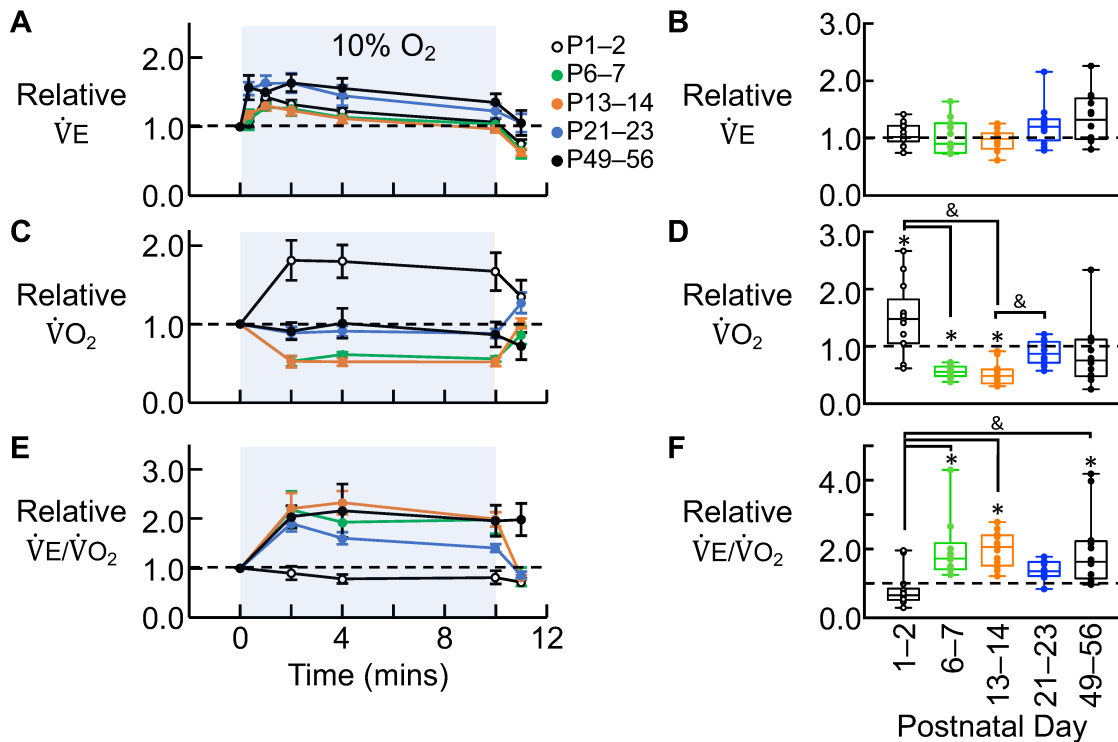 A
Relative
V̇E
2.0
1.0
0.0
10% O₂
P1–2
P6–7
P13–14
P21–23
P49–56
B
Relative
V̇E
3.0
2.0
1.0
0.0
C
Relative
V̇O₂
2.0
1.0
0.0
D
Relative
V̇O₂
3.0
2.0
1.0
0.0
&
*
&
*
*
E
Relative
V̇E/V̇O₂
3.0
2.0
1.0
0.0
0
4
8
12
Time (mins)
F
Relative
V̇E/V̇O₂
4.0
2.0
0.0
&
*
*
*
1–2
6–7
13–14
21–23
49–56
Postnatal Day